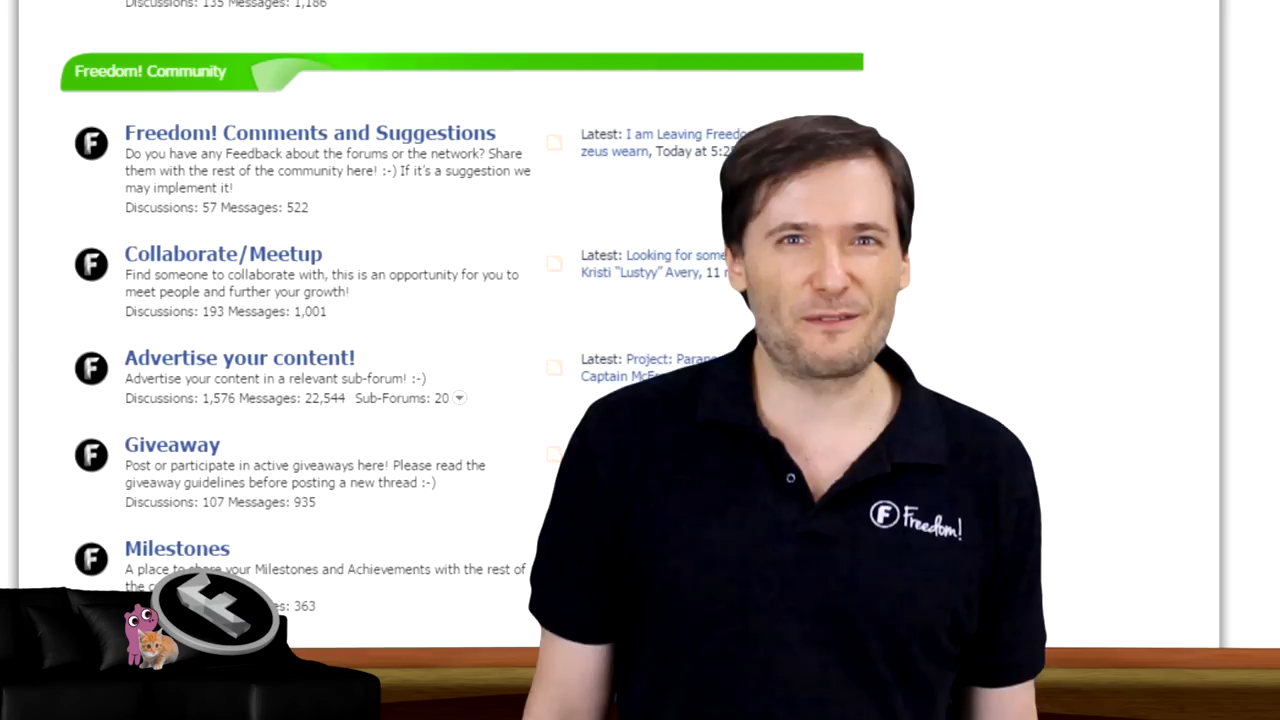 Discussions: 135 Messages: 1,186
Freedom! Community
Freedom! Comments and Suggestions
Do you have any Feedback about the forums or the network? Share
them with the rest of the community here! :-) If it's a suggestion we
may implement it!
Discussions: 57 Messages: 522
Latest: I am Leaving Freedo
zeus wearn, Today at 5:2
Collaborate/Meetup
Find someone to collaborate with, this is an opportunity for you to
meet people and further your growth!
Discussions: 193 Messages: 1,001
Latest: Looking for some
Kristi "Lustyy" Avery, 11
Advertise your content!
Advertise your content in a relevant sub-forum! :-)
Discussions: 1,576 Messages: 22,544 Sub-Forums: 20
Latest: Project: Paran
Captain McF
Giveaway
Post or participate in active giveaways here! Please read the
giveaway guidelines before posting a new thread :-)
Discussions: 107 Messages: 935
Milestones
A place to share your Milestones and Achievements with the rest of
the
363
F Freedom!